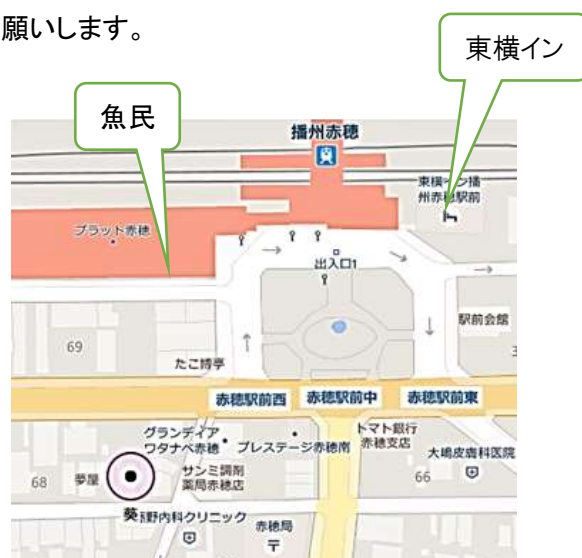 願いします。
東横イン
魚民
播州赤穂
東横イン播
州赤穂駅前
プラット赤穂
出入口1
駅前会館
69
たこ博亭
赤穂駅前西
赤穂駅前中
赤穂駅前東
グランディア
ワタナベ赤穂
プレステージ赤穂南
トマト銀行
赤穂支店
大嶋皮膚科医院
68
夢屋
サンミ調剤
薬局赤穂店
66
葵
野内科クリニック
赤穂局